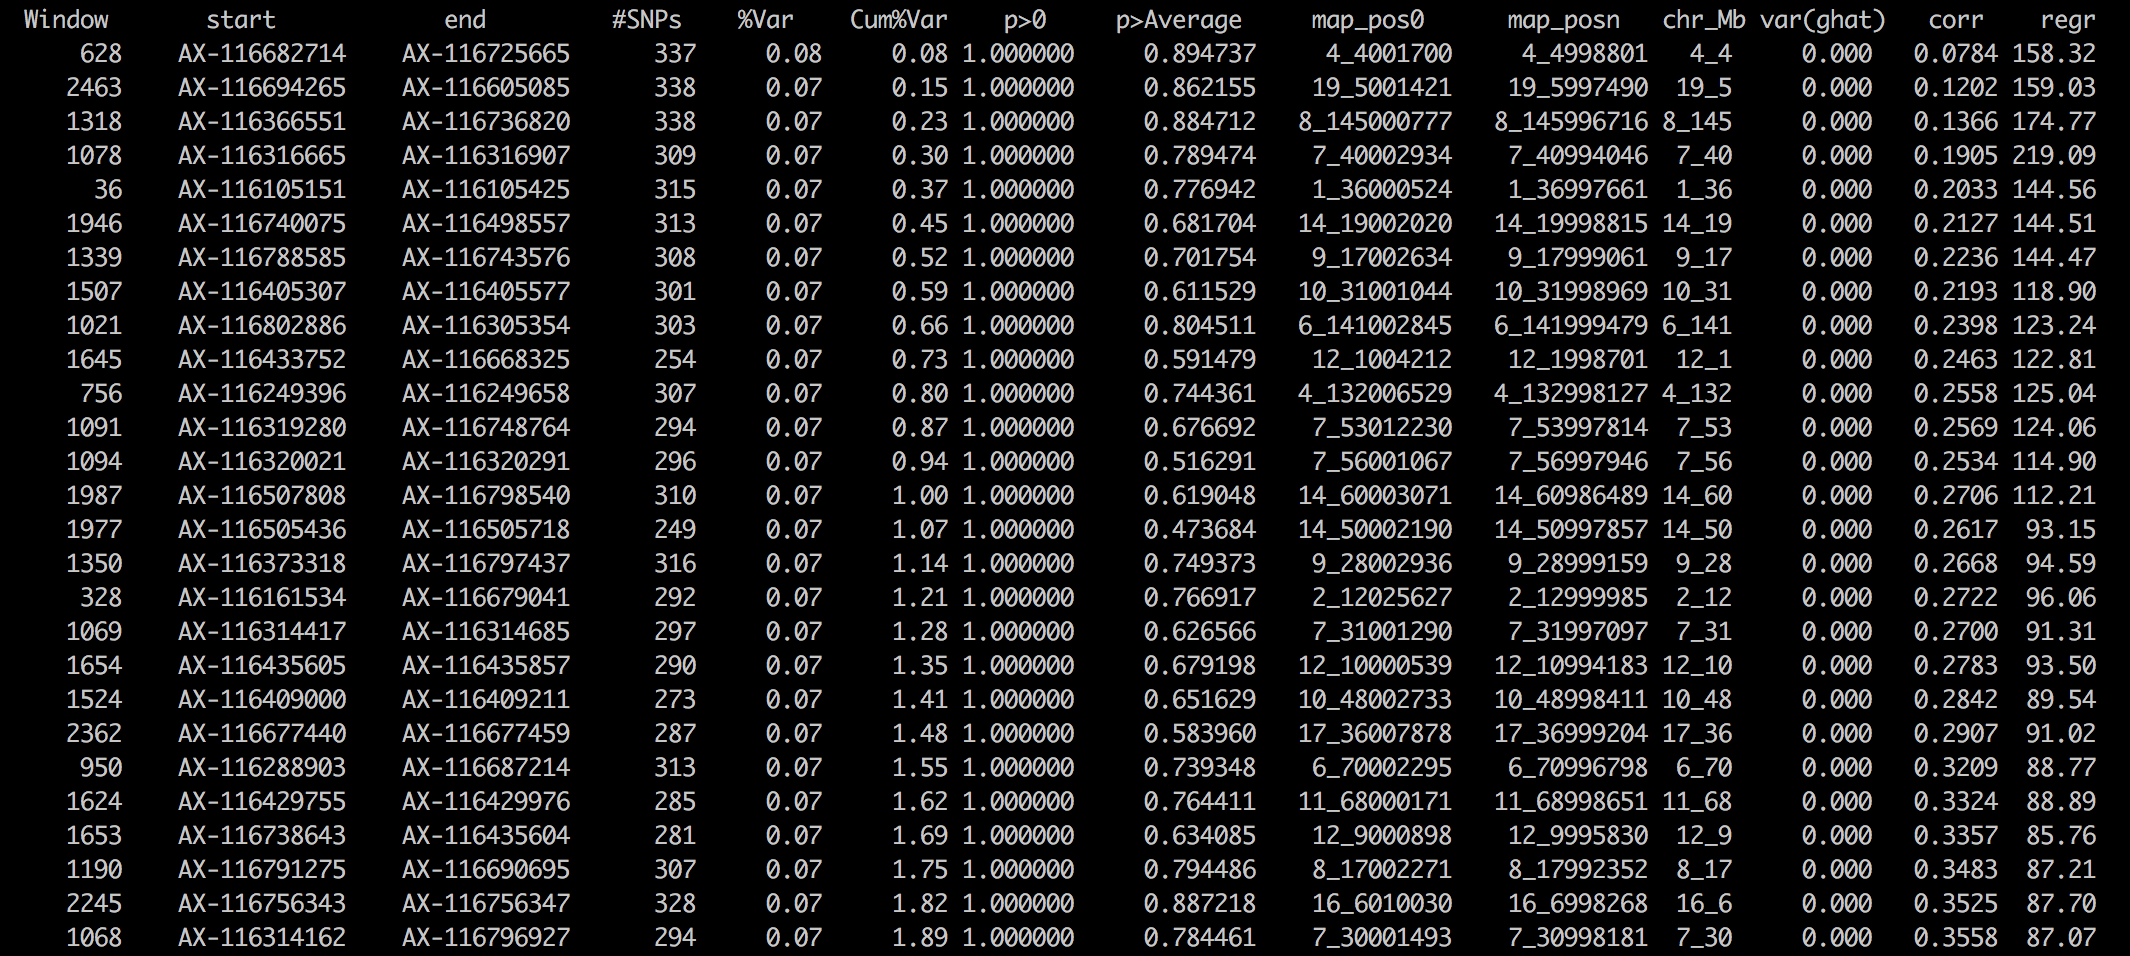 Window start end #SNPs %Var Cum%Var p>0 p>Average map_pos0 map_posn chr_Mb var(ghat) corr regr
628 AX-116682714 AX-116725665 337 0.08 0.08 1.000000 0.894737 4_4001700 4_4998801 4_4 0.000 0.0784 158.32
2463 AX-116694265 AX-116605085 338 0.07 0.15 1.000000 0.862155 19_5001421 19_5997490 19_5 0.000 0.1202 159.03
1318 AX-116366551 AX-116736820 338 0.07 0.23 1.000000 0.884712 8_145000777 8_145996716 8_145 0.000 0.1366 174.77
1078 AX-116316665 AX-116316907 309 0.07 0.30 1.000000 0.789474 7_40002934 7_40994046 7_40 0.000 0.1905 219.09
36 AX-116105151 AX-116105425 315 0.07 0.37 1.000000 0.776942 1_36000524 1_36997661 1_36 0.000 0.2033 144.56
1946 AX-116740075 AX-116498557 313 0.07 0.45 1.000000 0.681704 14_19002020 14_19998815 14_19 0.000 0.2127 144.51
1339 AX-116788585 AX-116743576 308 0.07 0.52 1.000000 0.701754 9_17002634 9_17999061 9_17 0.000 0.2236 144.47
1507 AX-116405307 AX-116405577 301 0.07 0.59 1.000000 0.611529 10_31001044 10_31998969 10_31 0.000 0.2193 118.90
1021 AX-116802886 AX-116305354 303 0.07 0.66 1.000000 0.804511 6_141002845 6_141999479 6_141 0.000 0.2398 123.24
1645 AX-116433752 AX-116668325 254 0.07 0.73 1.000000 0.591479 12_1004212 12_1998701 12_1 0.000 0.2463 122.81
756 AX-116249396 AX-116249658 307 0.07 0.80 1.000000 0.744361 4_132006529 4_132998127 4_132 0.000 0.2558 125.04
1091 AX-116319280 AX-116748764 294 0.07 0.87 1.000000 0.676692 7_53012230 7_53997814 7_53 0.000 0.2569 124.06
1094 AX-116320021 AX-116320291 296 0.07 0.94 1.000000 0.516291 7_56001067 7_56997946 7_56 0.000 0.2534 114.90
1987 AX-116507808 AX-116798540 310 0.07 1.00 1.000000 0.619048 14_60003071 14_60986489 14_60 0.000 0.2706 112.21
1977 AX-116505436 AX-116505718 249 0.07 1.07 1.000000 0.473684 14_50002190 14_50997857 14_50 0.000 0.2617 93.15
1350 AX-116373318 AX-116797437 316 0.07 1.14 1.000000 0.749373 9_28002936 9_28999159 9_28 0.000 0.2668 94.59
328 AX-116161534 AX-116679041 292 0.07 1.21 1.000000 0.766917 2_12025627 2_12999985 2_12 0.000 0.2722 96.06
1069 AX-116314417 AX-116314685 297 0.07 1.28 1.000000 0.626566 7_31001290 7_31997097 7_31 0.000 0.2700 91.31
1654 AX-116435605 AX-116435857 290 0.07 1.35 1.000000 0.679198 12_10000539 12_10994183 12_10 0.000 0.2783 93.50
1524 AX-116409000 AX-116409211 273 0.07 1.41 1.000000 0.651629 10_48002733 10_48998411 10_48 0.000 0.2842 89.54
2362 AX-116677440 AX-116677459 287 0.07 1.48 1.000000 0.583960 17_36007878 17_36999204 17_36 0.000 0.2907 91.02
950 AX-116288903 AX-116687214 313 0.07 1.55 1.000000 0.739348 6_70002295 6_70996798 6_70 0.000 0.3209 88.77
1624 AX-116429755 AX-116429976 285 0.07 1.62 1.000000 0.764411 11_68000171 11_68998651 11_68 0.000 0.3324 88.89
1653 AX-116738643 AX-116435604 281 0.07 1.69 1.000000 0.634085 12_9000898 12_9995830 12_9 0.000 0.3357 85.76
1190 AX-116791275 AX-116690695 307 0.07 1.75 1.000000 0.794486 8_17002271 8_17992352 8_17 0.000 0.3483 87.21
2245 AX-116756343 AX-116756347 328 0.07 1.82 1.000000 0.887218 16_6010030 16_6998268 16_6 0.000 0.3525 87.70
1068 AX-116314162 AX-116796927 294 0.07 1.89 1.000000 0.784461 7_30001493 7_30998181 7_30 0.000 0.3558 87.07